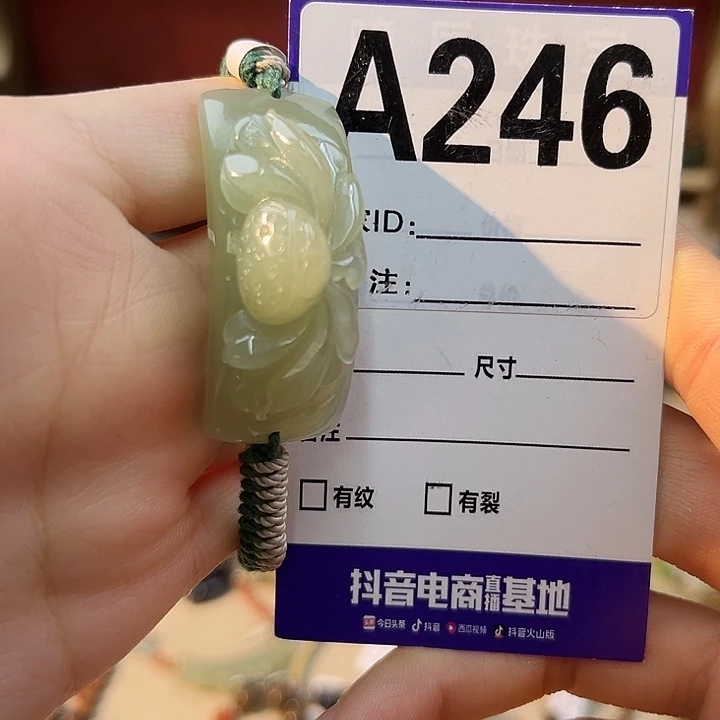 A246
ID:
注:
尺寸
注
有纹 有裂
抖音电商直播基地
今日头条 抖音 西瓜视频 抖音火山版